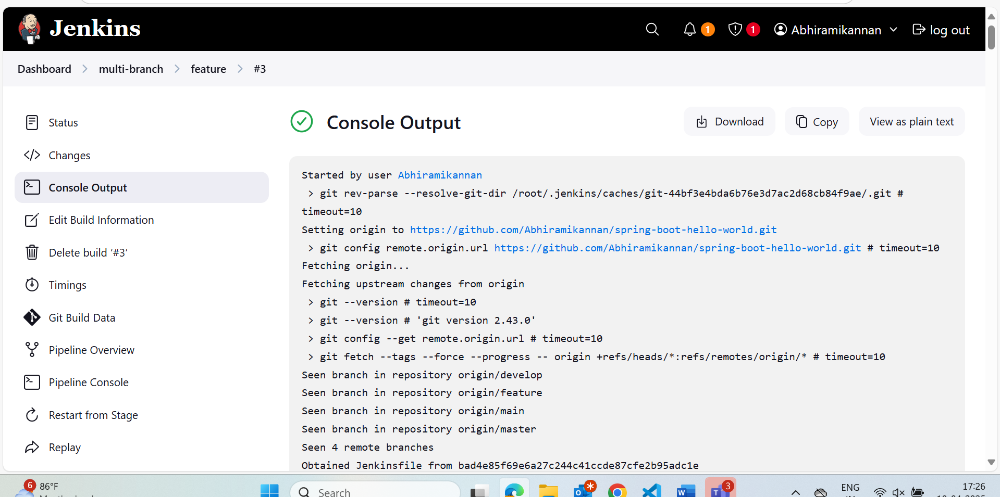 Jenkins
1
1
Abhiramikannan
log out
Dashboard
multi-branch
feature
#3
Status
Changes
Console Output
Edit Build Information
Delete build ‘#3’
Timings
Git Build Data
Pipeline Overview
Pipeline Console
Restart from Stage
Replay
Console Output
Download
Copy
View as plain text
Started by user Abhiramikannan
> git rev-parse --resolve-git-dir /root/.jenkins/caches/git-44bf3e4bda6b76e3d7ac2d68cb84f9ae/.git #
timeout=10
Setting origin to https://github.com/Abhiramikannan/spring-boot-hello-world.git
> git config remote.origin.url https://github.com/Abhiramikannan/spring-boot-hello-world.git # timeout=10
Fetching origin...
Fetching upstream changes from origin
> git --version # timeout=10
> git --version # 'git version 2.43.0'
> git config --get remote.origin.url # timeout=10
> git fetch --tags --force --progress -- origin +refs/heads/*:refs/remotes/origin/* # timeout=10
Seen branch in repository origin/develop
Seen branch in repository origin/feature
Seen branch in repository origin/main
Seen branch in repository origin/master
Seen 4 remote branches
Obtained Jenkinsfile from bad4e85f69e6a27c244c41ccde87cfe2b95adc1e
6
86°F
Search
3
ENG
17:26